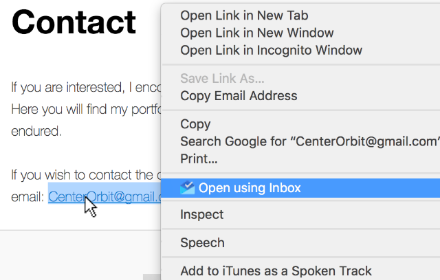 Contact
If you are interested, I
Here you will find my
endured.
If you wish to contact the
email: CenterOrbit@gmail.
Open Link in New Tab
Open Link in New Window
Open Link in Incognito Window
Save Link As...
Copy Email Address
Copy
Search Google for “CenterOrbit@gmail.com”
Print...
Open using Inbox
Inspect
Speech
Add to iTunes as a Spoken Track